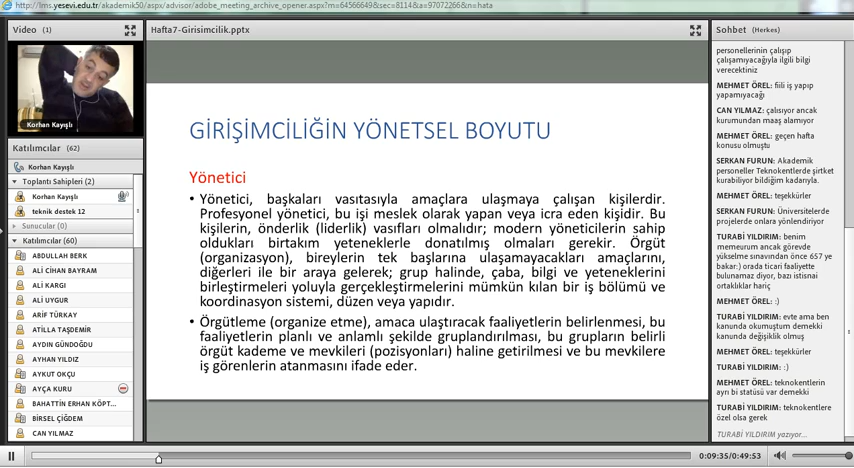 http://lms.yesevi.edu.tr/akademik50/aspx/advisor/adobe_meeting_archive_opener.aspx?m=64566649&sec=8114&a=97072266&n=hata
Video (1)
Korhan Kayışlı
Katılımcılar (62)
Korhan Kayışlı
Toplantı Sahipleri (2)
Korhan Kayışlı
teknik destek 12
Sunucular (0)
Katılımcılar (60)
ABDULLAH BERK
ALİ CİHAN BAYRAM
ALİ KARGI
ALİ UYGUR
ARİF TÜRKAY
ATİLLA TAŞDEMİR
AYDIN GÜNDOĞDU
AYHAN YILDIZ
AYKUT OKÇU
AYÇA KURU
BAHATTİN ERHAN KÖPT...
BİRSEL ÇİĞDEM
CAN YILMAZ
Hafta7-Girisimcilik.pptx
GİRİŞİMCİLİĞİN YÖNETSEL BOYUTU
Yönetici
• Yönetici, başkaları vasıtasıyla amaçlara ulaşmaya çalışan kişilerdir.
Profesyonel yönetici, bu işi meslek olarak yapan veya icra eden kişidir. Bu
kişilerin, önderlik (liderlik) vasıfları olmalıdır; modern yöneticilerin sahip
oldukları birtakım yeteneklerle donatılmış olmaları gerekir. Örgüt
(organizasyon), bireylerin tek başlarına ulaşamayacakları amaçlarını,
diğerleri ile bir araya gelerek; grup halinde, çaba, bilgi ve yeteneklerini
birleştirmeleri yoluyla gerçekleştirmelerini mümkün kılan bir iş bölümü ve
koordinasyon sistemi, düzen veya yapıdır.
• Örgütleme (organize etme), amaca ulaştıracak faaliyetlerin belirlenmesi, bu
faaliyetlerin planlı ve anlamlı şekilde gruplandırılması, bu grupların belirli
örgüt kademe ve mevkileri (pozisyonları) haline getirilmesi ve bu mevkilere
iş görenlerin atanmasını ifade eder.
Sohbet (Herkes)
personellerinin çalışıp
çalışamıyacağıyla ilgili bilgi
verecektiniz
MEHMET ÖREL: fiili iş yapıp
yapamıyacağı
CAN YILMAZ: çalısıyor ancak
kurumundan maaş alamıyor
MEHMET ÖREL: geçen hafta
konusu olmuştu
SERKAN FURUN: Akademik
personeller Teknokentlerde şirtket
kurabiliyor bildiğim kadarıyla.
MEHMET ÖREL: teşekkürler
SERKAN FURUN: Üniversitelerde
projelerde onlara yönlendiriyor
TURABİ YILDIRIM: benim
memeurum ancak görevde
yükselme sınavından önce 657 ye
bakar:) orada ticari faaliyette
bulunamaz diyor, bazı istisnai
ortaklıklar hariç
MEHMET ÖREL: :)
TURABİ YILDIRIM: evte ama ben
kanunda okumuştum demekki
kanunda değişiklik olmuş
MEHMET ÖREL: teşekkürler
TURABİ YILDIRIM: :)
MEHMET ÖREL: teknokentlerin
ayrı bi statüsü var demekki
TURABİ YILDIRIM: teknokentlere
özel olsa gerek
TURABİ YILDIRIM yazıyor...
0:09:35/0:49:53